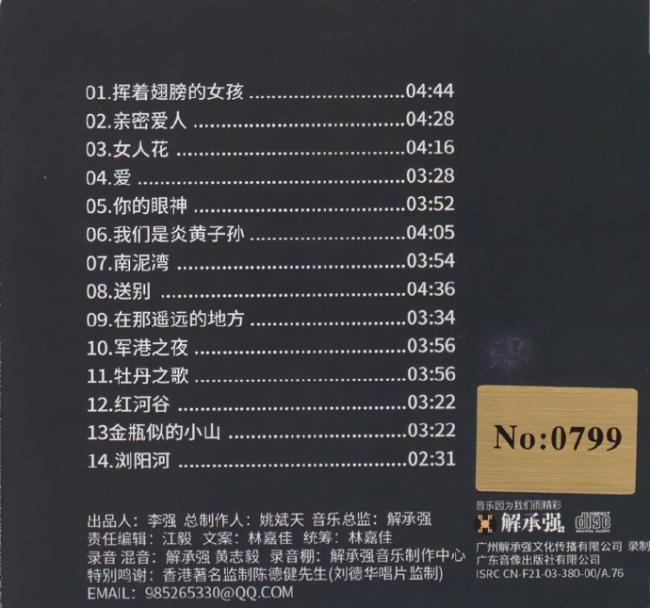 01.挥着翅膀的女孩........................04:44
02.亲密爱人................................04:28
03.女人花...................................04:16
04.爱.........................................03:28
05.你的眼神................................03:52
06.我们是炎黄子孙........................04:05
07.南泥湾...................................03:54
08.送别......................................04:36
09.在那遥远的地方........................03:34
10.军港之夜................................03:56
11.牡丹之歌................................03:56
12.红河谷...................................03:22
13金瓶似的小山...........................03:22
14.浏阳河...................................02:31
No:0799
出品人：李强 总制作人：姚斌天 音乐总监：解承强
责任编辑：江毅 文案：林嘉佳 统筹：林嘉佳
录音 混音：解承强 黄志毅 录音棚：解承强音乐制作中心
特别鸣谢：香港著名监制陈德健先生(刘德华唱片监制)
EMAIL：985265330@QQ.COM
音乐因为我们而精彩
解承强 COMPACT disc
广州解承强文化传播有限公司 录制
广东音像出版社有限公司
ISRC CN-F21-03-380-00/A.76